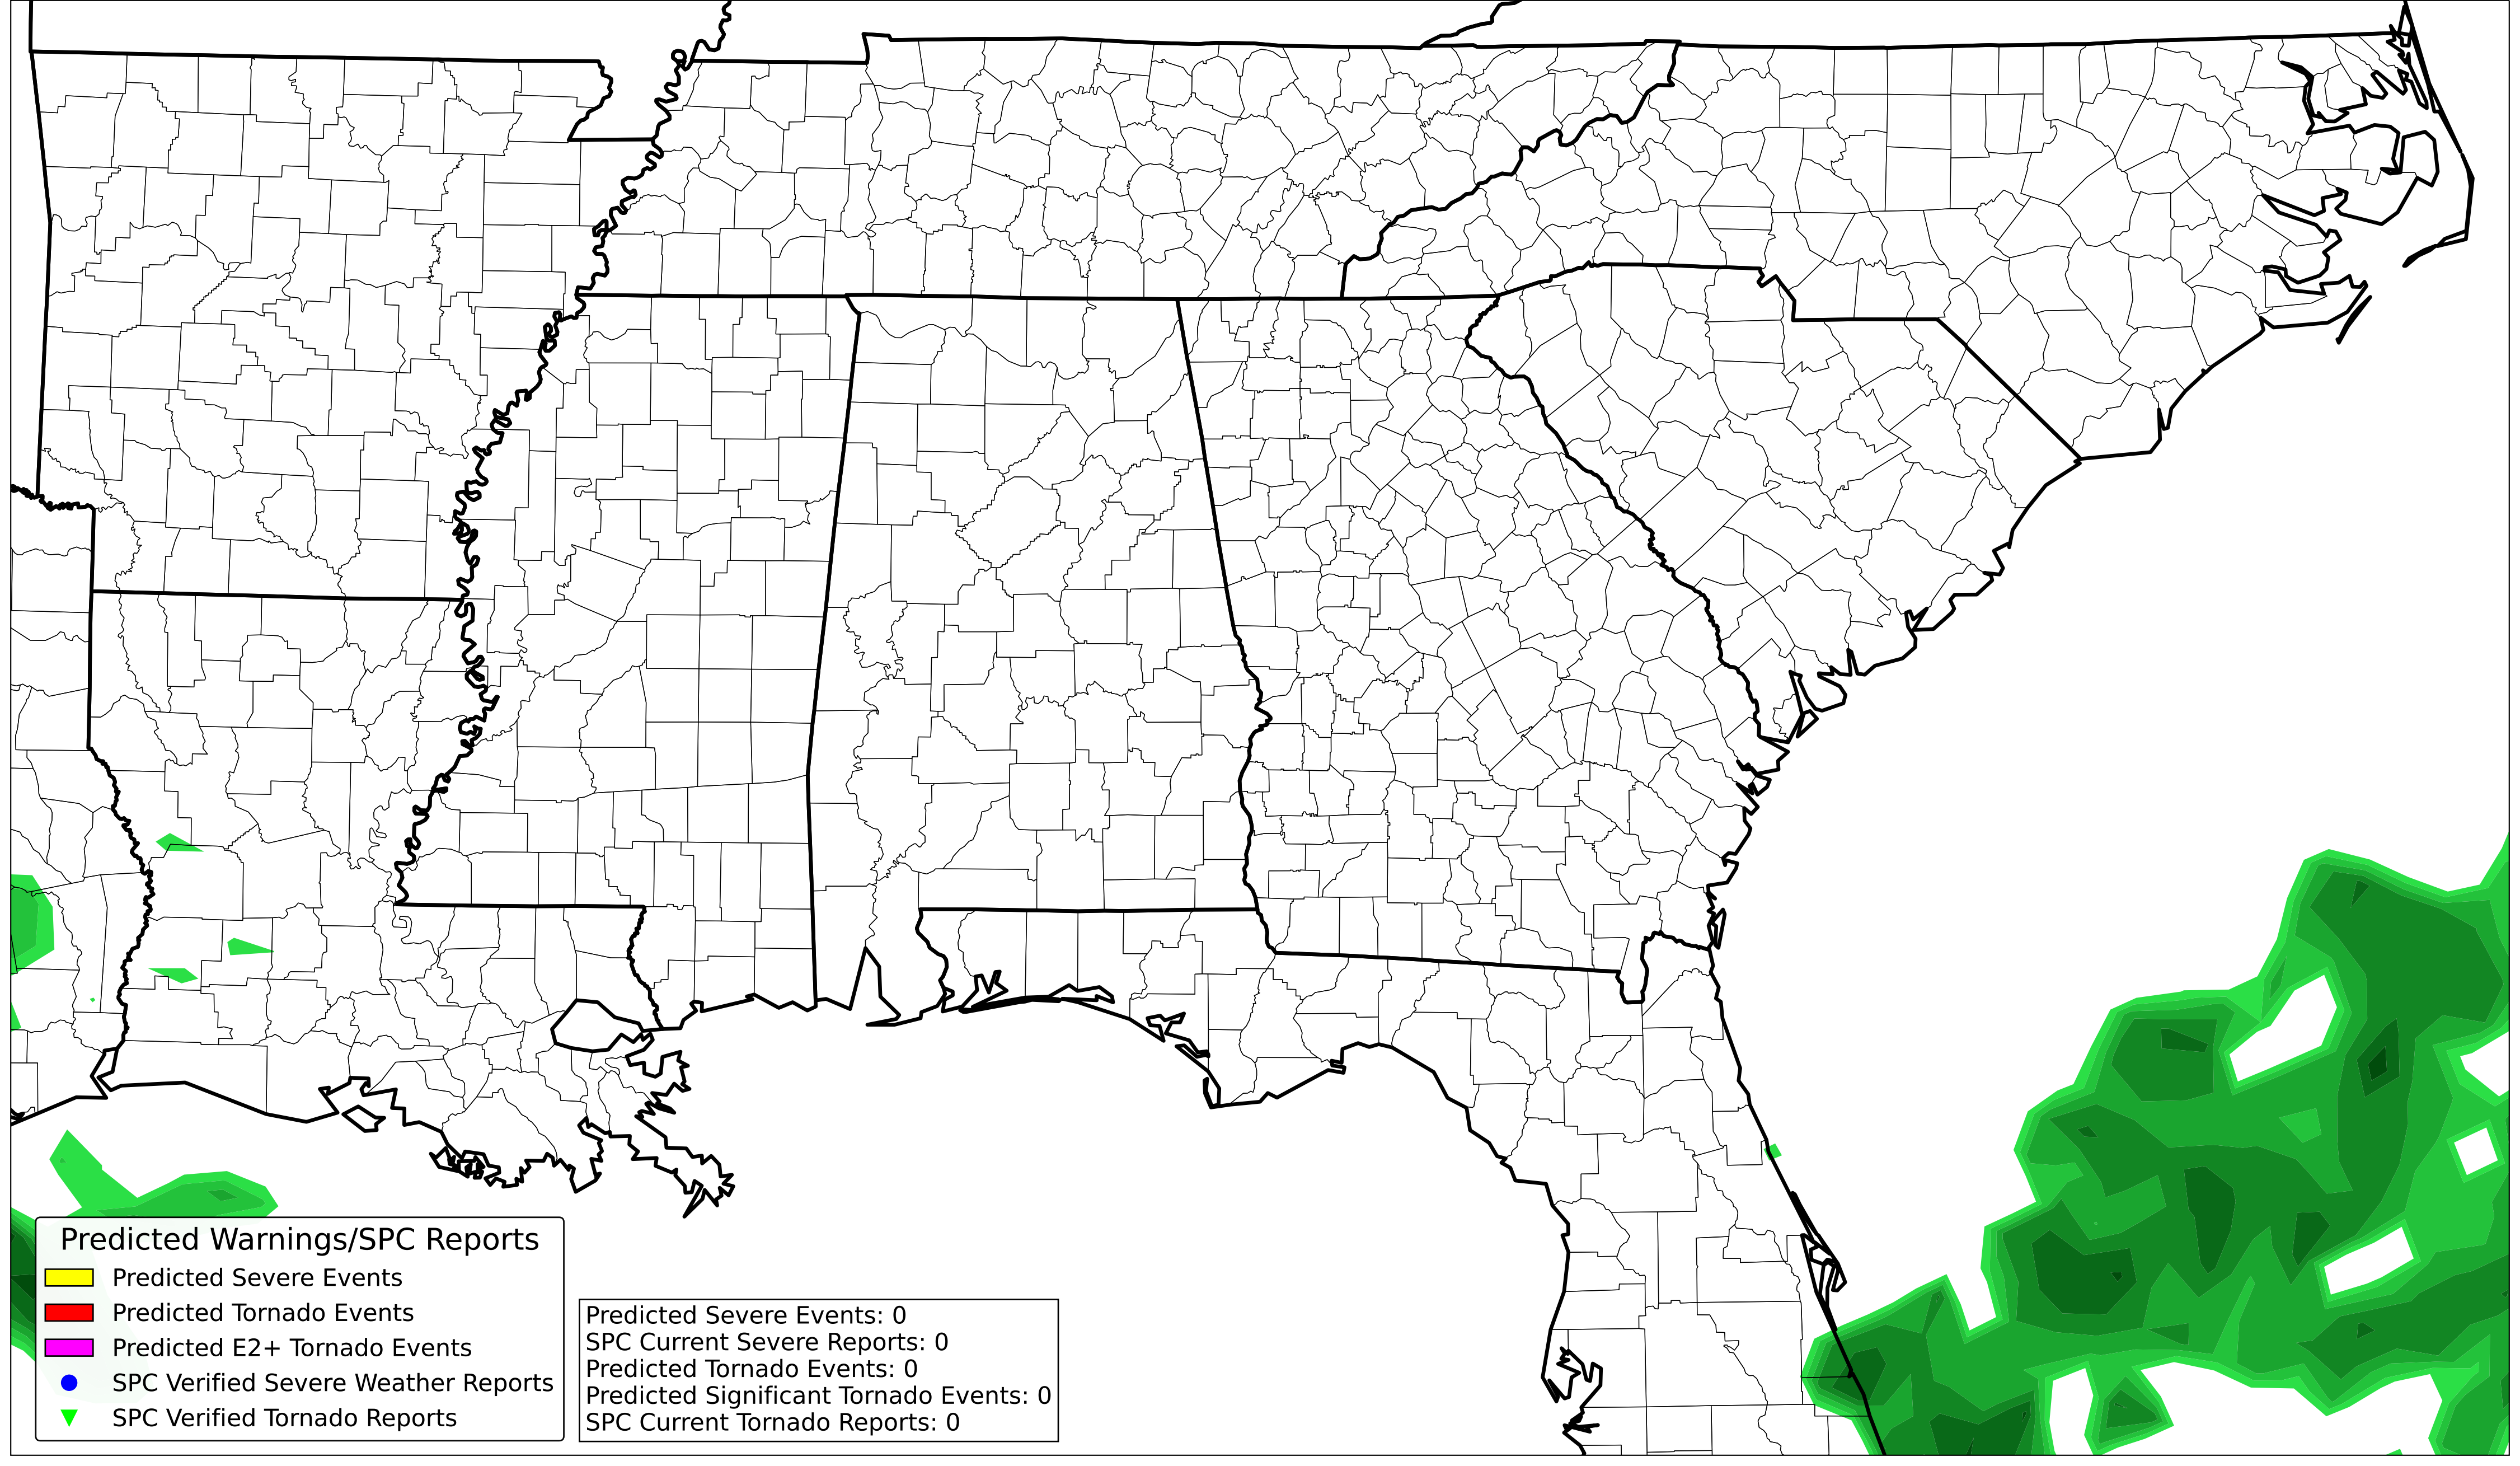 Predicted Warnings/SPC Reports
Predicted Severe Events
Predicted Tornado Events
Predicted E2+ Tornado Events
SPC Verified Severe Weather Reports
SPC Verified Tornado Reports
Predicted Severe Events: 0
SPC Current Severe Reports: 0
Predicted Tornado Events: 0
Predicted Significant Tornado Events: 0
SPC Current Tornado Reports: 0